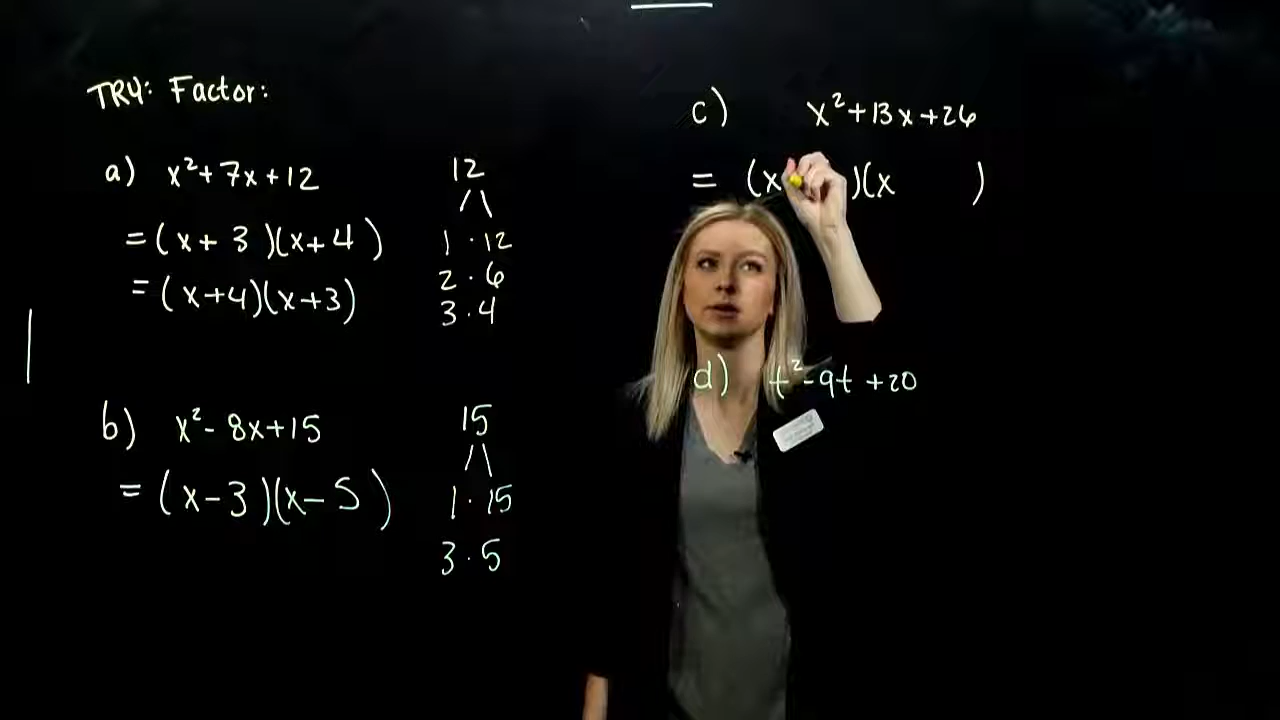 TRY: Factor:
a) x²+7x+12
=(x+3)(x+4)
=(x+4)(x+3)
12
1·12
2·6
3·4
b) x²-8x+15
=(x-3)(x-5)
15
1·15
3·5
c) x²+13x+26
= (x )(x )
d) t²-9t+20